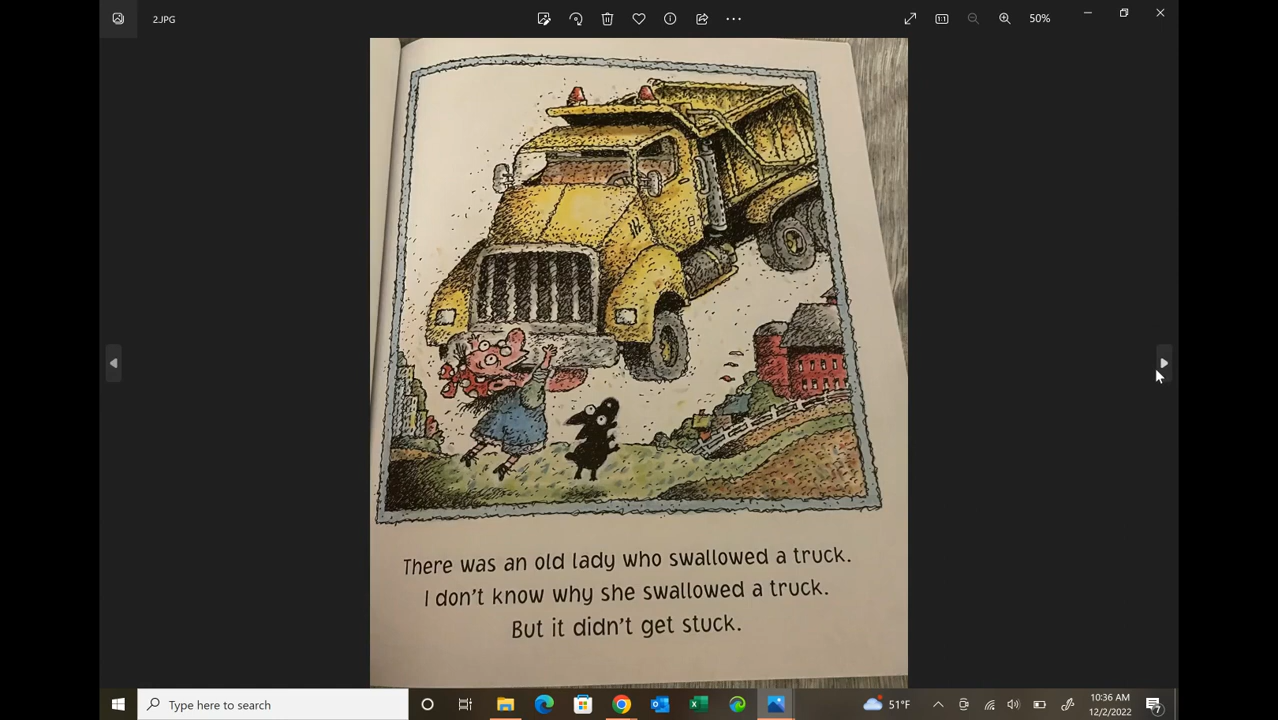 2.JPG
50%
There was an old lady who swallowed a truck.
I don't know why she swallowed a truck.
But it didn't get stuck.
Type here to search
51°F
10:36 AM
12/2/2022
7